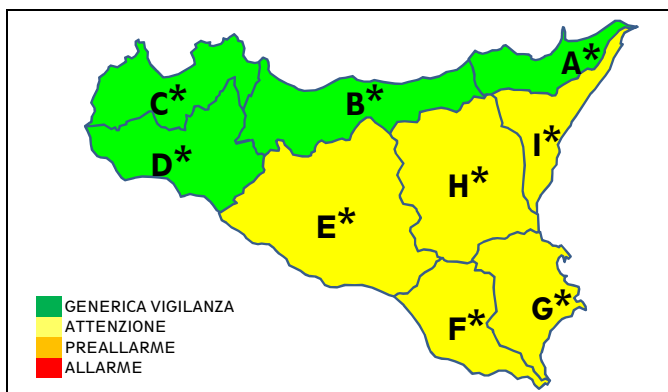 A*
C*
B*
I*
D*
H*
E*
G*
F*
GENERICA VIGILANZA
ATTENZIONE
PREALLARME
ALLARME